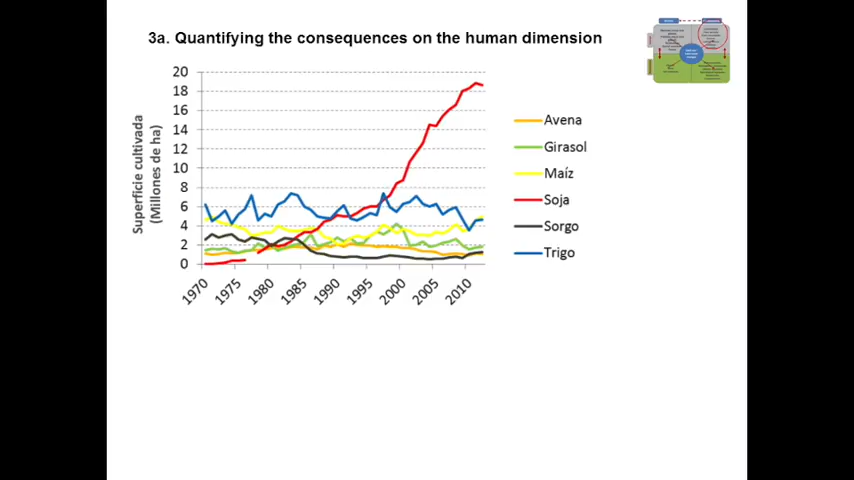 3a. Quantifying the consequences on the human dimension
Superficie cultivada
(Millones de ha)
20
18
16
14
12
10
8
6
4
2
0
1970
1975
1980
1985
1990
1995
2000
2005
2010
Avena
Girasol
Maíz
Soja
Sorgo
Trigo